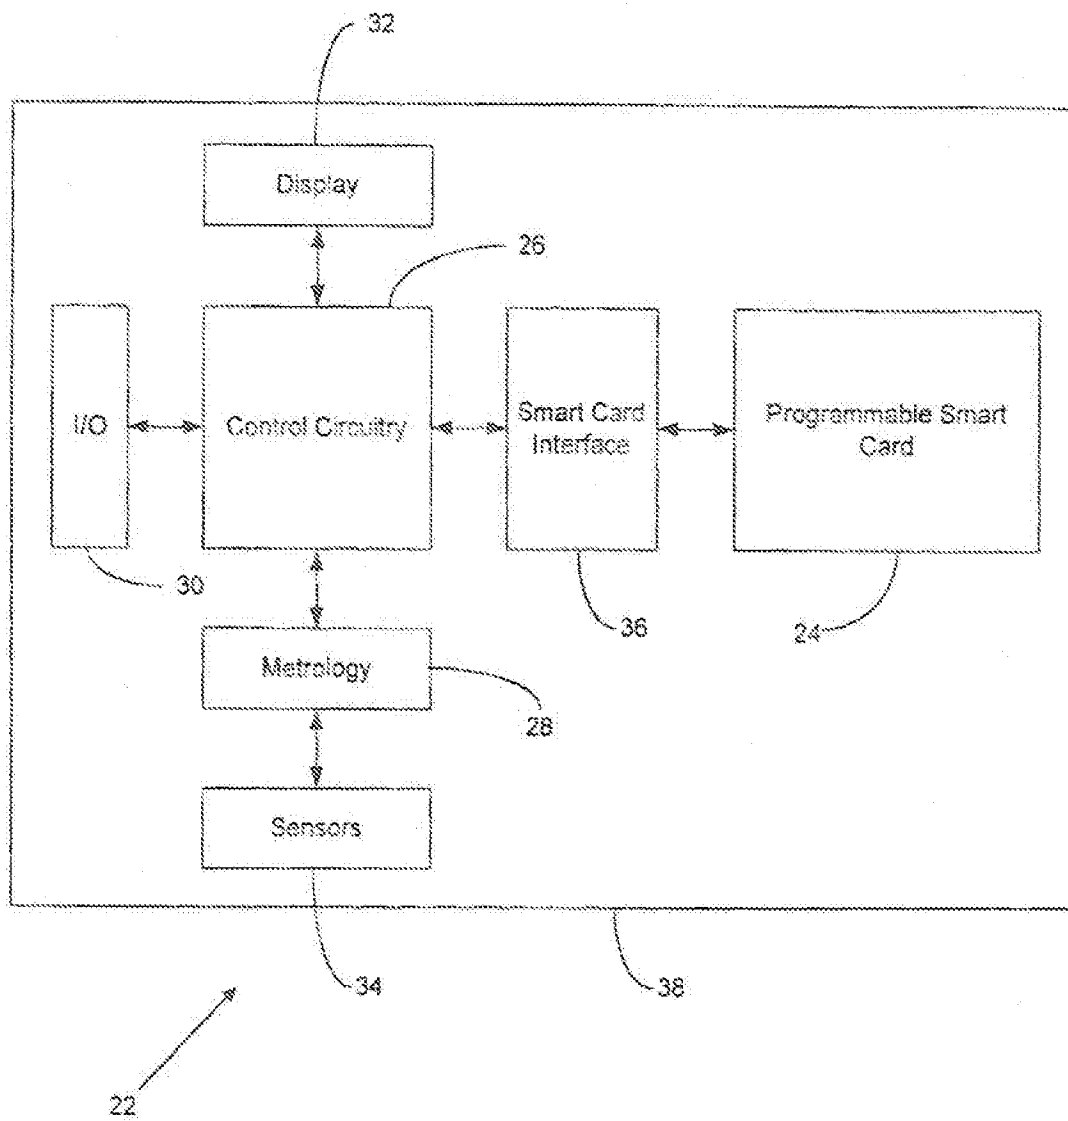 32
Display
26
I/O
Control Circuitry
Smart Card
Interface
Programmable Smart
Card
30
36
24
Metrology
28
Sensors
34
38
22